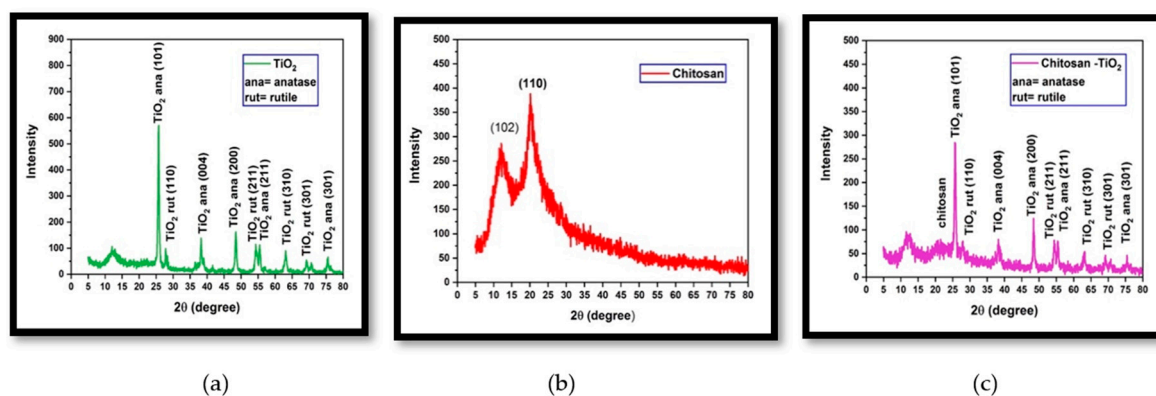 900
800
700
600
500
400
300
200
100
0
Intensity
TiO2 ana (101)
TiO2 rut (110)
TiO2 ana (004)
TiO2 ana (200)
TiO2 rut (211)
TiO2 ana (211)
TiO2 rut (310)
TiO2 rut (301)
TiO2 ana (301)
TiO2
ana= anatase
rut= rutile
0 5 10 15 20 25 30 35 40 45 50 55 60 65 70 75 80
2θ (degree)
(a)
500
450
400
350
300
250
200
150
100
50
0
Intensity
(102)
(110)
Chitosan
0 5 10 15 20 25 30 35 40 45 50 55 60 65 70 75 80
2θ (degree)
(b)
500
450
400
350
300
250
200
150
100
50
0
Intensity
chitosan
TiO2 ana (101)
TiO2 rut (110)
TiO2 ana (004)
TiO2 ana (200)
TiO2 rut (211)
TiO2 ana (211)
TiO2 rut (310)
TiO2 rut (301)
TiO2 ana (301)
Chitosan -TiO2
ana= anatase
rut= rutile
0 5 10 15 20 25 30 35 40 45 50 55 60 65 70 75 80
2θ (degree)
(c)